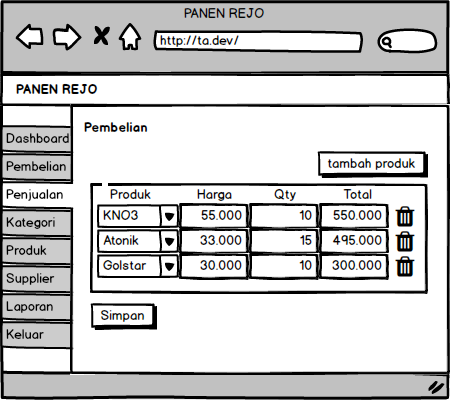 PANEN REJO
http://ta.dev/
PANEN REJO
Dashboard
Pembelian
Penjualan
Kategori
Produk
Supplier
Laporan
Keluar
Pembelian
tambah produk
Produk Harga Qty Total
KNO3 55.000 10 550.000
Atonik 33.000 15 495.000
Golstar 30.000 10 300.000
Simpan